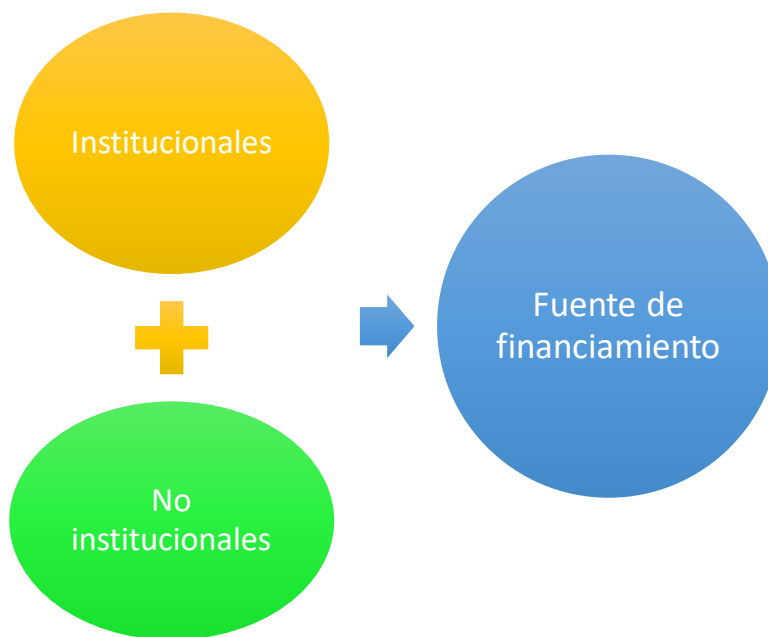 Institucionales
Fuente de
financiamiento
No
institucionales